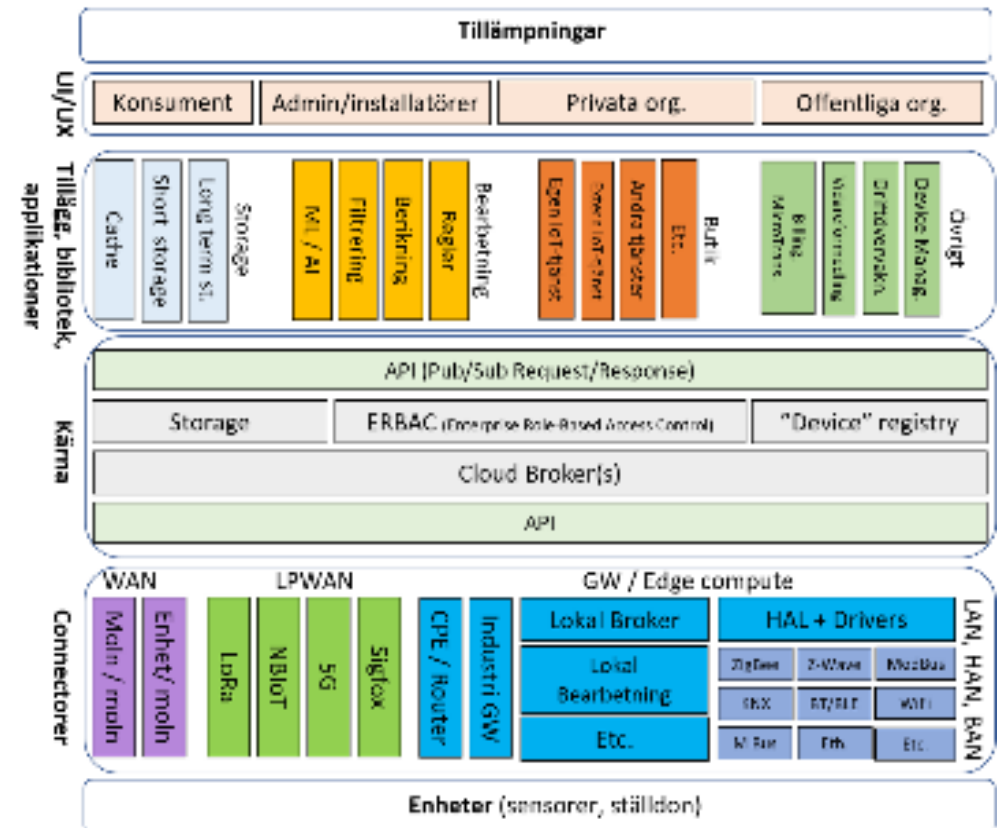 Tillämpningar
UI/UX
Konsument
Admin/installatörer
Privata org.
Offentliga org.
Tillägg, bibliotek,
applikationer
Cache
Short storage
Long term st.
Storage
ML / AI
Filtrering
Berikning
Regler
Bearbetning
Egen IoT-tjänst
Andra tjänster
Etc.
Butik
Billing
MicroTrans.
Driftövervakn.
Device Manag.
Övrigt
Kärna
API (Pub/Sub Request/Response)
Storage
ERBAC (Enterprise Role-Based Access Control)
"Device" registry
Cloud Broker(s)
API
Connectorer
WAN
Moln / moln
Enhet/ moln
LPWAN
LoRa
NBIoT
5G
Sigfox
GW / Edge compute
CPE / Router
Industri GW
Lokal Broker
Lokal
Bearbetning
Etc.
HAL + Drivers
ZigBee
Z-Wave
ModBus
KNX
BT/BLE
WiFi
M Bus
Eth.
Etc.
LAN, HAN, BAN
Enheter (sensorer, ställdon)